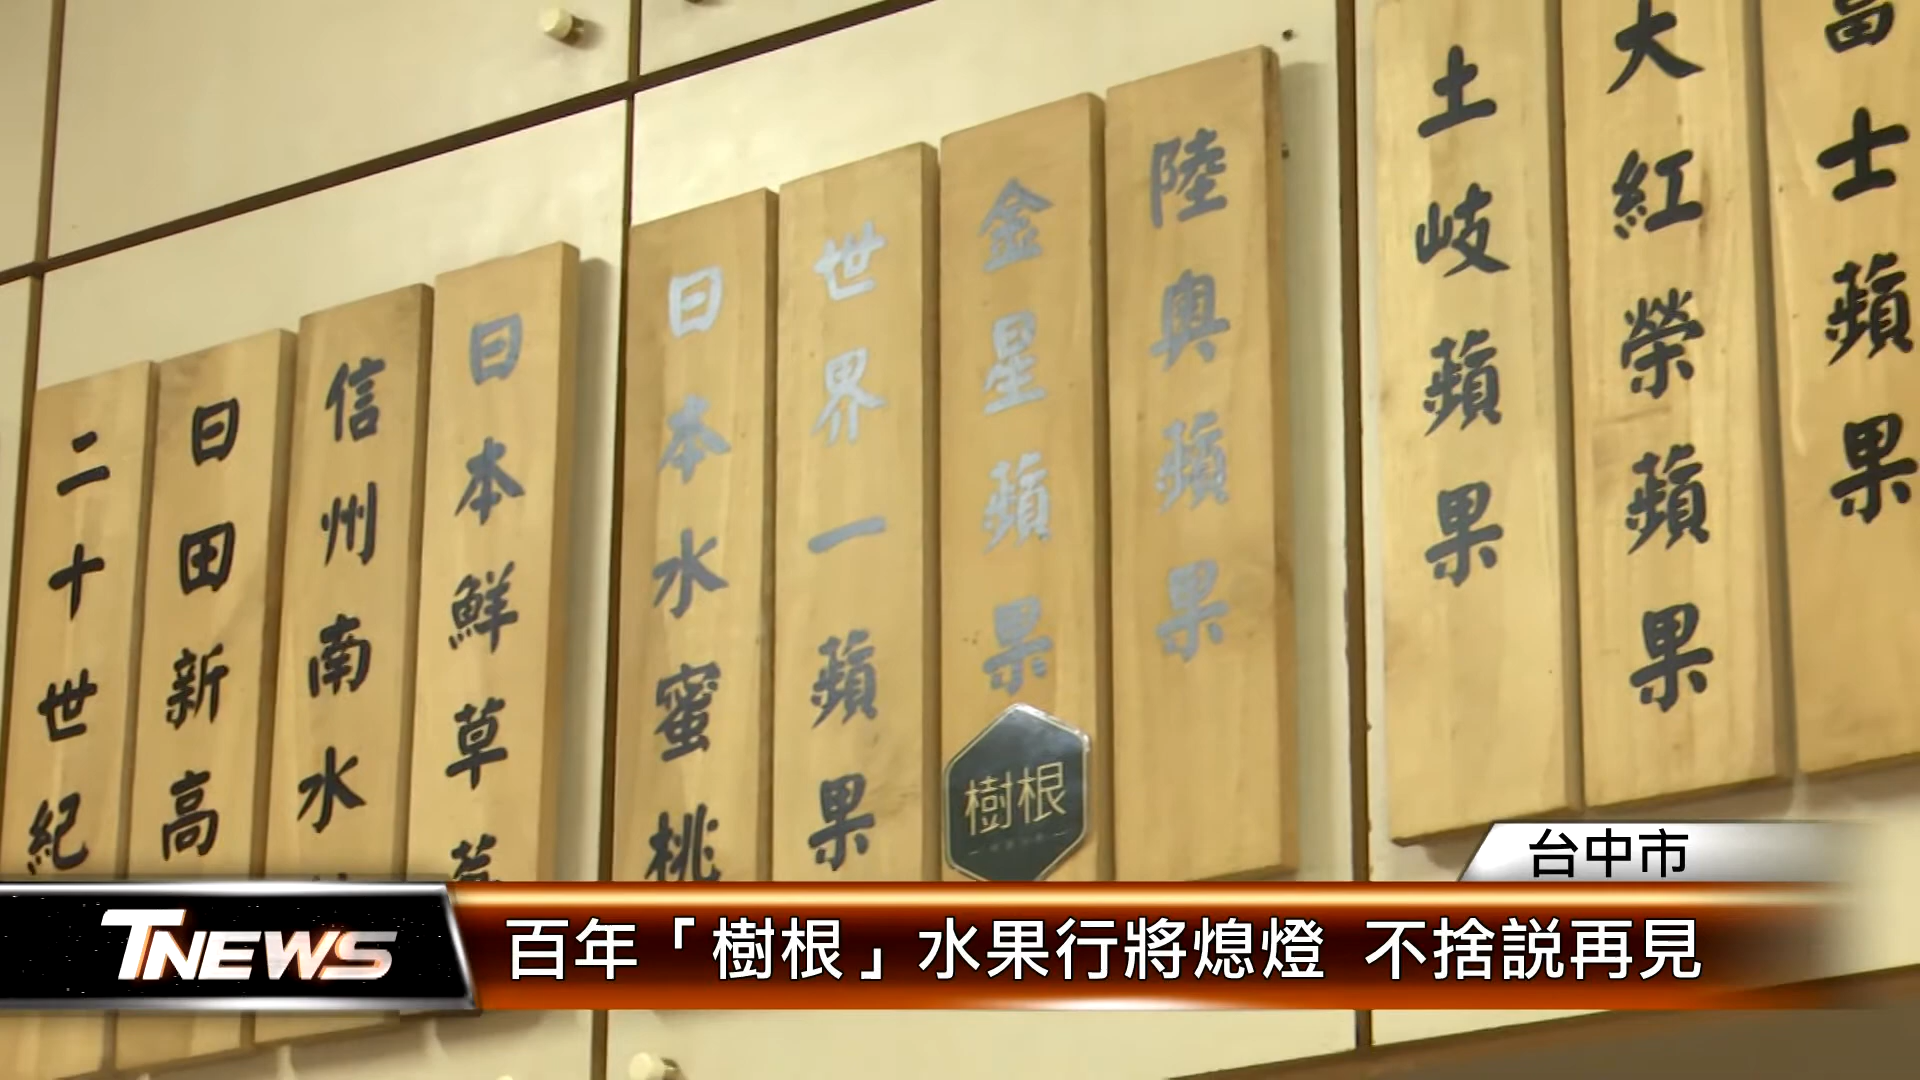 富士蘋果
大紅榮蘋果
土岐蘋果
陸奧蘋果
金星蘋果
世界一蘋果
日本水蜜桃
日本鮮草莓
信州南水
日田新高
二十世紀
樹根
台中市
TNEWS
百年「樹根」水果行將熄燈 不捨説再見